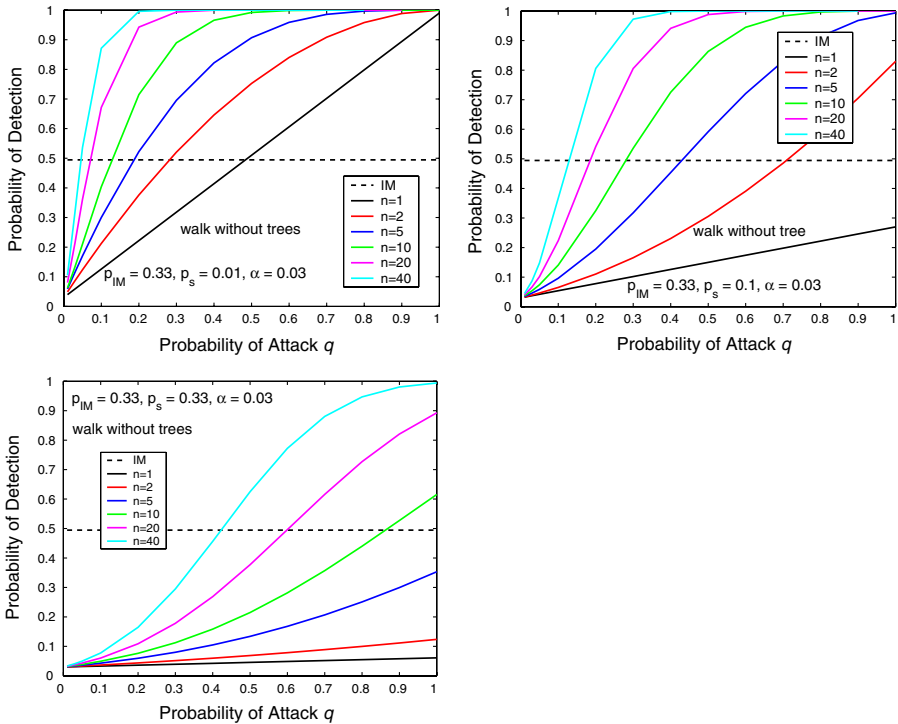 1
0.9
0.8
0.7
0.6
0.5
0.4
0.3
0.2
0.1
0
Probability of Detection
IM
n=1
n=2
n=5
n=10
n=20
n=40
walk without trees
p_IM = 0.33, p_s = 0.01, α = 0.03
0 0.1 0.2 0.3 0.4 0.5 0.6 0.7 0.8 0.9 1
Probability of Attack q
1
0.9
0.8
0.7
0.6
0.5
0.4
0.3
0.2
0.1
0
Probability of Detection
IM
n=1
n=2
n=5
n=10
n=20
n=40
walk without tree
p_IM = 0.33, p_s = 0.1, α = 0.03
0 0.1 0.2 0.3 0.4 0.5 0.6 0.7 0.8 0.9 1
Probability of Attack q
1
0.9
0.8
0.7
0.6
0.5
0.4
0.3
0.2
0.1
0
Probability of Detection
p_IM = 0.33, p_s = 0.33, α = 0.03
walk without trees
IM
n=1
n=2
n=5
n=10
n=20
n=40
0 0.1 0.2 0.3 0.4 0.5 0.6 0.7 0.8 0.9 1
Probability of Attack q